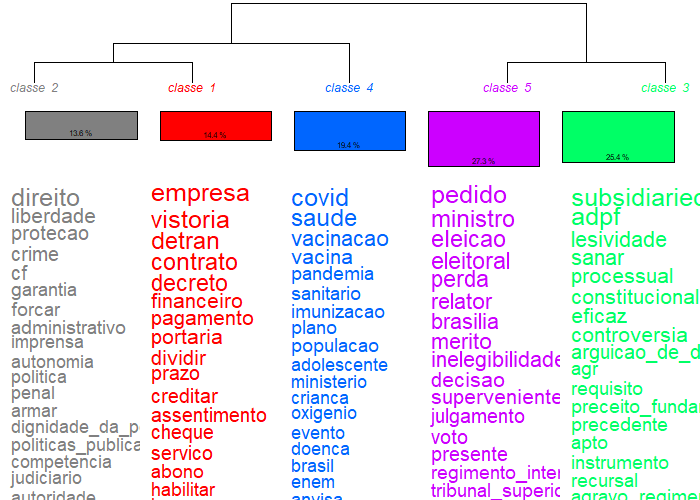 classe 2
classe 1
classe 4
classe 5
classe 3
13.6 %
14.4 %
19.4 %
27.3 %
25.4 %
direito
liberdade
protecao
crime
cf
garantia
forcar
administrativo
imprensa
autonomia
politica
penal
armar
dignidade_da_p
politicas_publica
competencia
judiciario
autoridade
empresa
vistoria
detran
contrato
decreto
financeiro
pagamento
portaria
dividir
prazo
creditar
assentimento
cheque
servico
abono
habilitar
covid
saude
vacinacao
vacina
pandemia
sanitario
imunizacao
plano
populacao
adolescente
ministerio
crianca
oxigenio
evento
doenca
brasil
enem
anvisa
pedido
ministro
eleicao
eleitoral
perda
relator
brasilia
merito
inelegibilidade
decisao
superveniente
julgamento
voto
presente
regimento_inter
tribunal_superio
subsidiaried
adpf
lesividade
sanar
processual
constitucional
eficaz
controversia
arguicao_de_d
agr
requisito
preceito_funda
precedente
apto
instrumento
recursal
agravo_regime